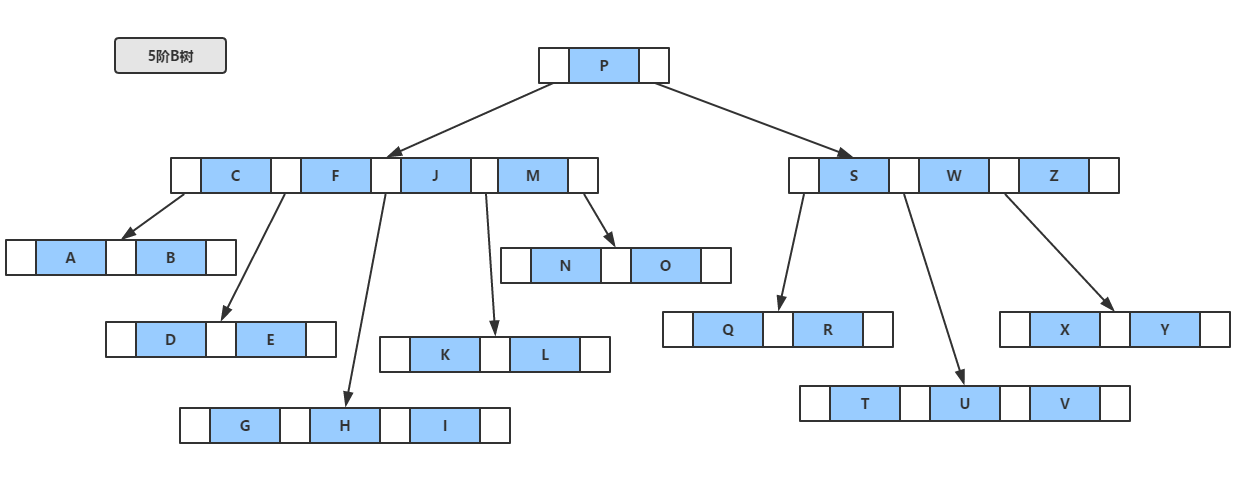 5阶B树
P
C F J M
S W Z
A B
N O
D E
Q R
X Y
K L
T U V
G H I